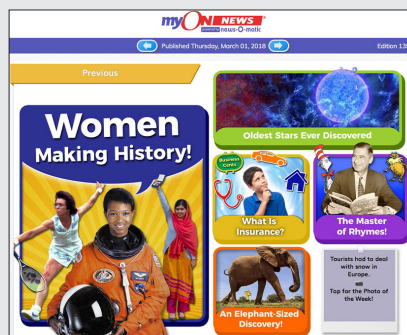 myON NEWS
powered by news-O-matic
Published Thursday, March 01, 2018
Edition 139
Previous
Women
Making History!
Oldest Stars Ever Discovered
Business
Cents
What Is
Insurance?
The Master
of Rhymes!
An Elephant-Sized
Discovery!
Tourists had to deal
with snow in
Europe.
Tap for the Photo of
the Week!